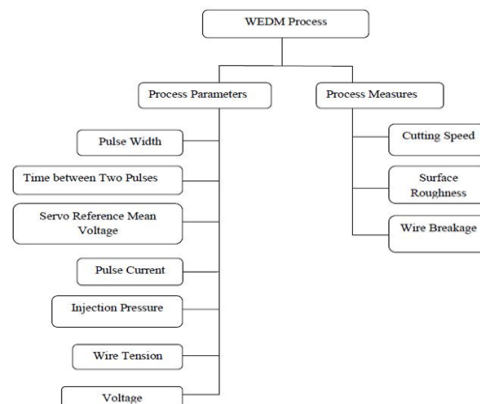 WEDM Process
Process Parameters
Process Measures
Pulse Width
Time between Two Pulses
Servo Reference Mean
Voltage
Pulse Current
Injection Pressure
Wire Tension
Voltage
Cutting Speed
Surface
Roughness
Wire Breakage